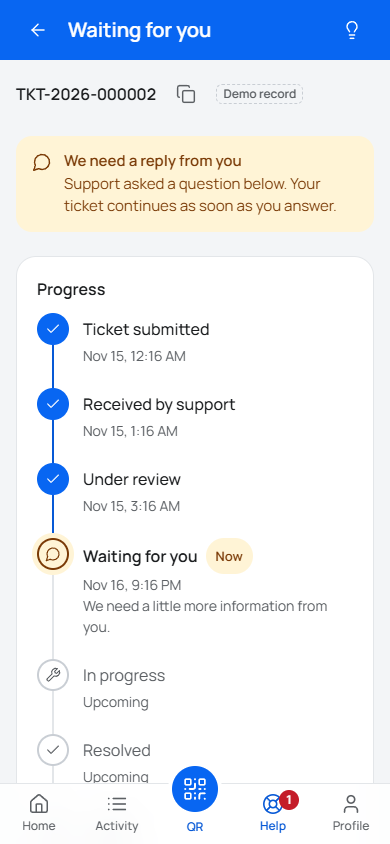 Waiting for you
TKT-2026-000002
Demo record
We need a reply from you
Support asked a question below. Your
ticket continues as soon as you answer.
Progress
Ticket submitted
Nov 15, 12:16 AM
Received by support
Nov 15, 1:16 AM
Under review
Nov 15, 3:16 AM
Waiting for you
Now
Nov 16, 9:16 PM
We need a little more information from
you.
In progress
Upcoming
Resolved
Upcoming
Home
Activity
QR
1
Help
Profile